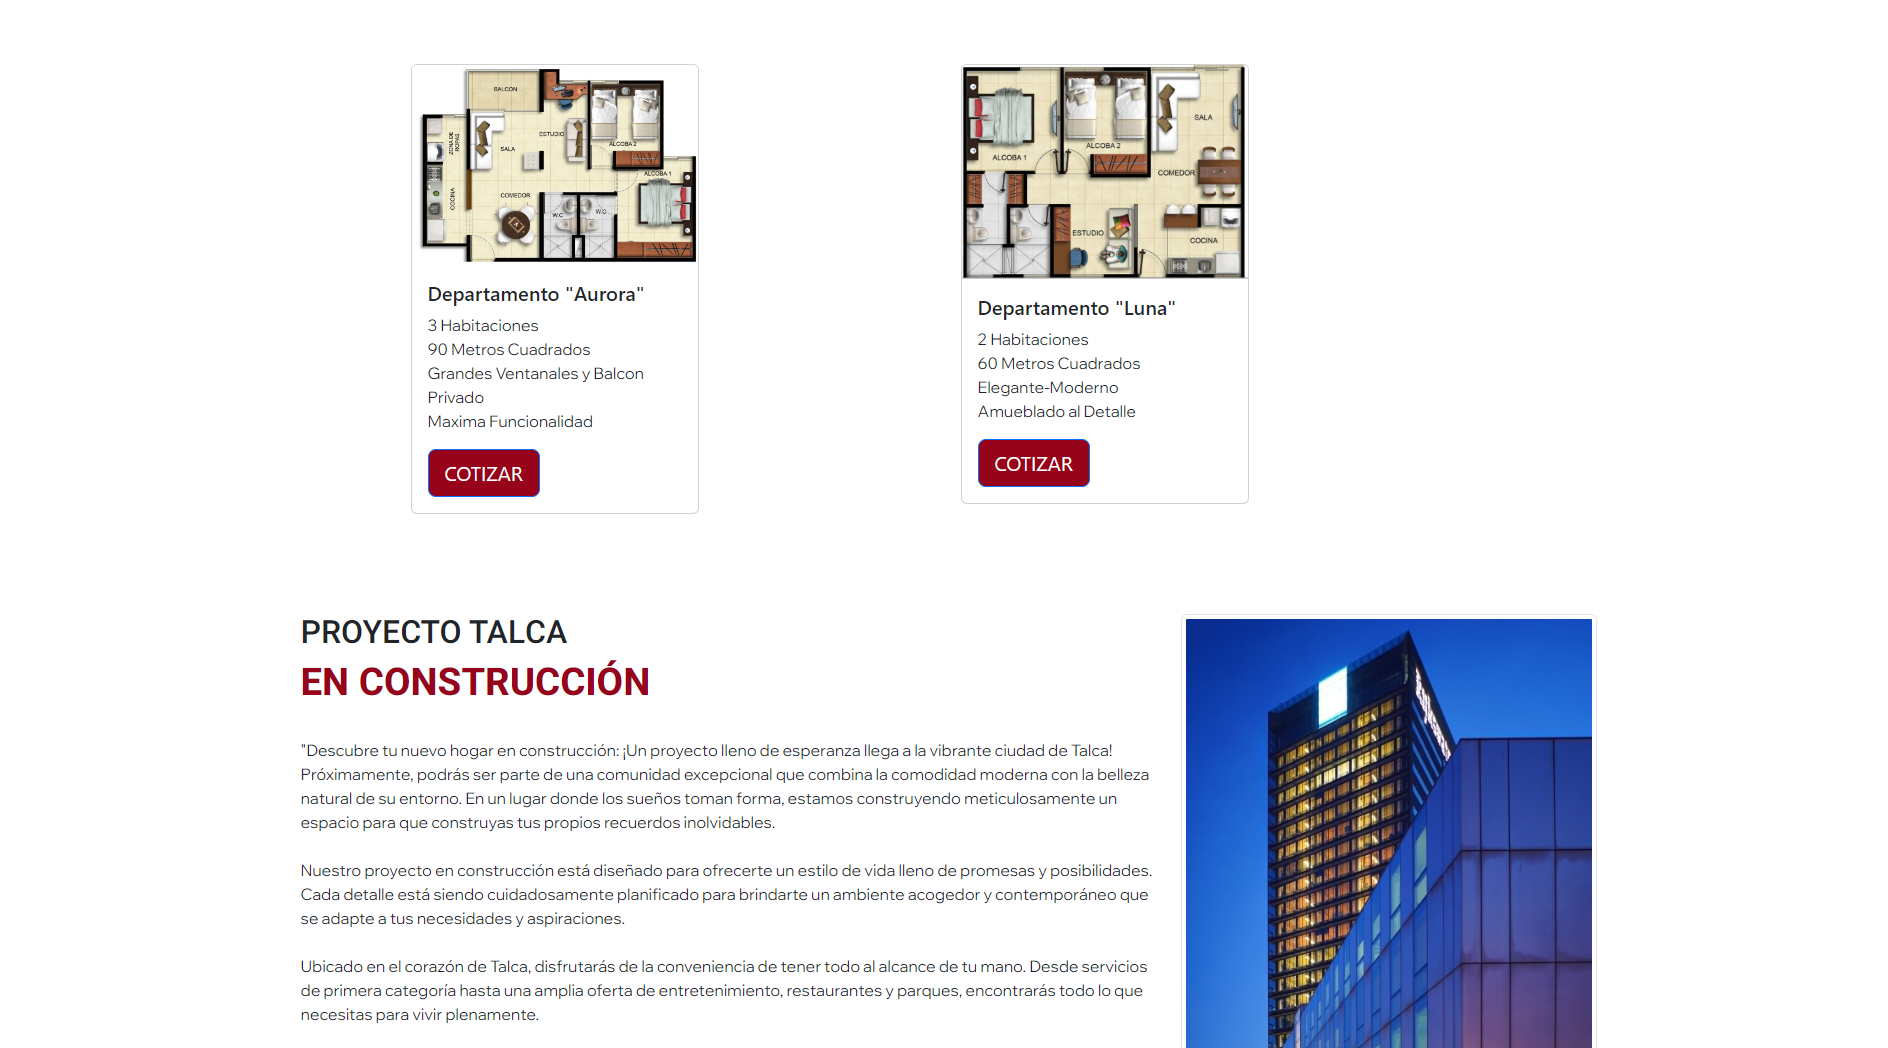 BALCON
ESTUDIO
ALCOBA 2
ZONA DE
ROPAS
SALA
ALCOBA 1
COMEDOR
COCINA
W.C
W.C
Departamento "Aurora"
3 Habitaciones
90 Metros Cuadrados
Grandes Ventanales y Balcon
Privado
Maxima Funcionalidad
COTIZAR
SALA
ALCOBA 1
ALCOBA 2
COMEDOR
ESTUDIO
COCINA
Departamento "Luna"
2 Habitaciones
60 Metros Cuadrados
Elegante-Moderno
Amueblado al Detalle
COTIZAR
PROYECTO TALCA
EN CONSTRUCCIÓN
"Descubre tu nuevo hogar en construcción: ¡Un proyecto lleno de esperanza llega a la vibrante ciudad de Talca!
Próximamente, podrás ser parte de una comunidad excepcional que combina la comodidad moderna con la belleza
natural de su entorno. En un lugar donde los sueños toman forma, estamos construyendo meticulosamente un
espacio para que construyas tus propios recuerdos inolvidables.
Nuestro proyecto en construcción está diseñado para ofrecerte un estilo de vida lleno de promesas y posibilidades.
Cada detalle está siendo cuidadosamente planificado para brindarte un ambiente acogedor y contemporáneo que
se adapte a tus necesidades y aspiraciones.
Ubicado en el corazón de Talca, disfrutarás de la conveniencia de tener todo al alcance de tu mano. Desde servicios
de primera categoría hasta una amplia oferta de entretenimiento, restaurantes y parques, encontrarás todo lo que
necesitas para vivir plenamente.